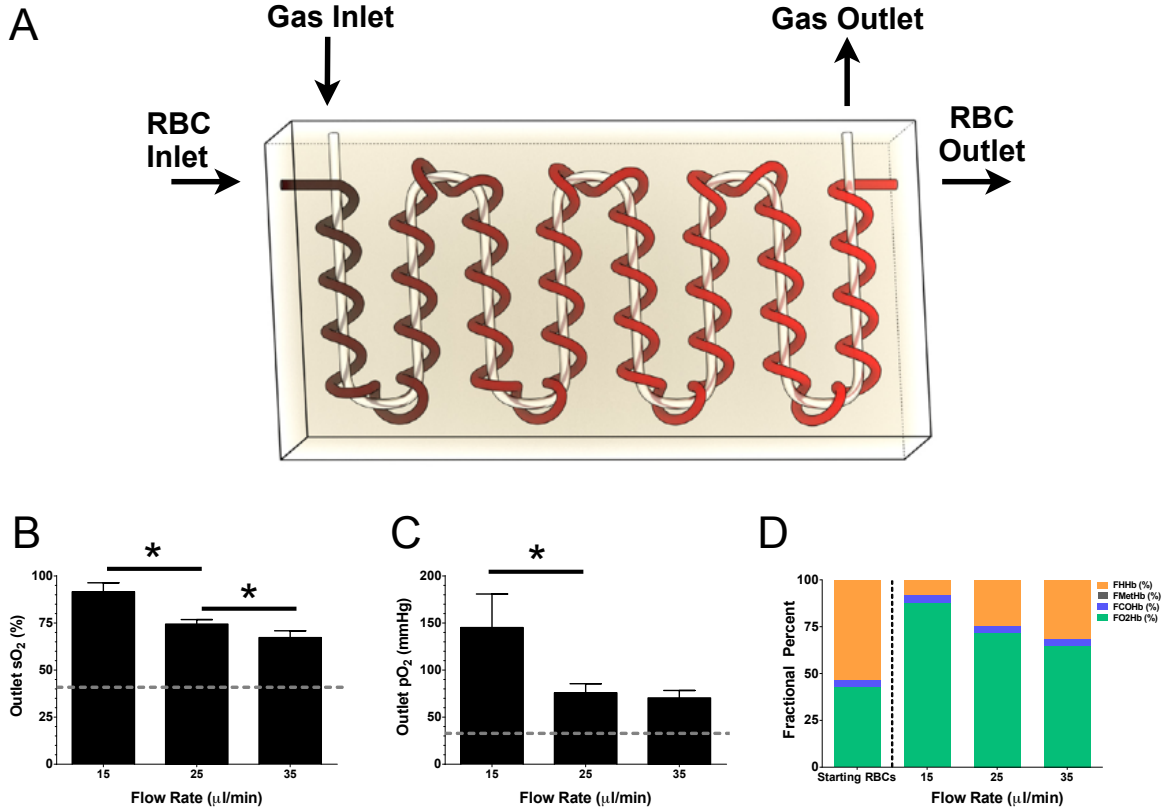 A
Gas Inlet
Gas Outlet
RBC
Inlet
RBC
Outlet
B
*
*
Outlet sO2 (%)
100
75
50
25
0
15
25
35
Flow Rate (μl/min)
C
*
Outlet pO2 (mmHg)
200
150
100
50
0
15
25
35
Flow Rate (μl/min)
D
Fractional Percent
100
75
50
25
0
Starting RBCs
15
25
35
Flow Rate (μl/min)
FHHb (%)
FMetHb (%)
FCOHb (%)
FO2Hb (%)